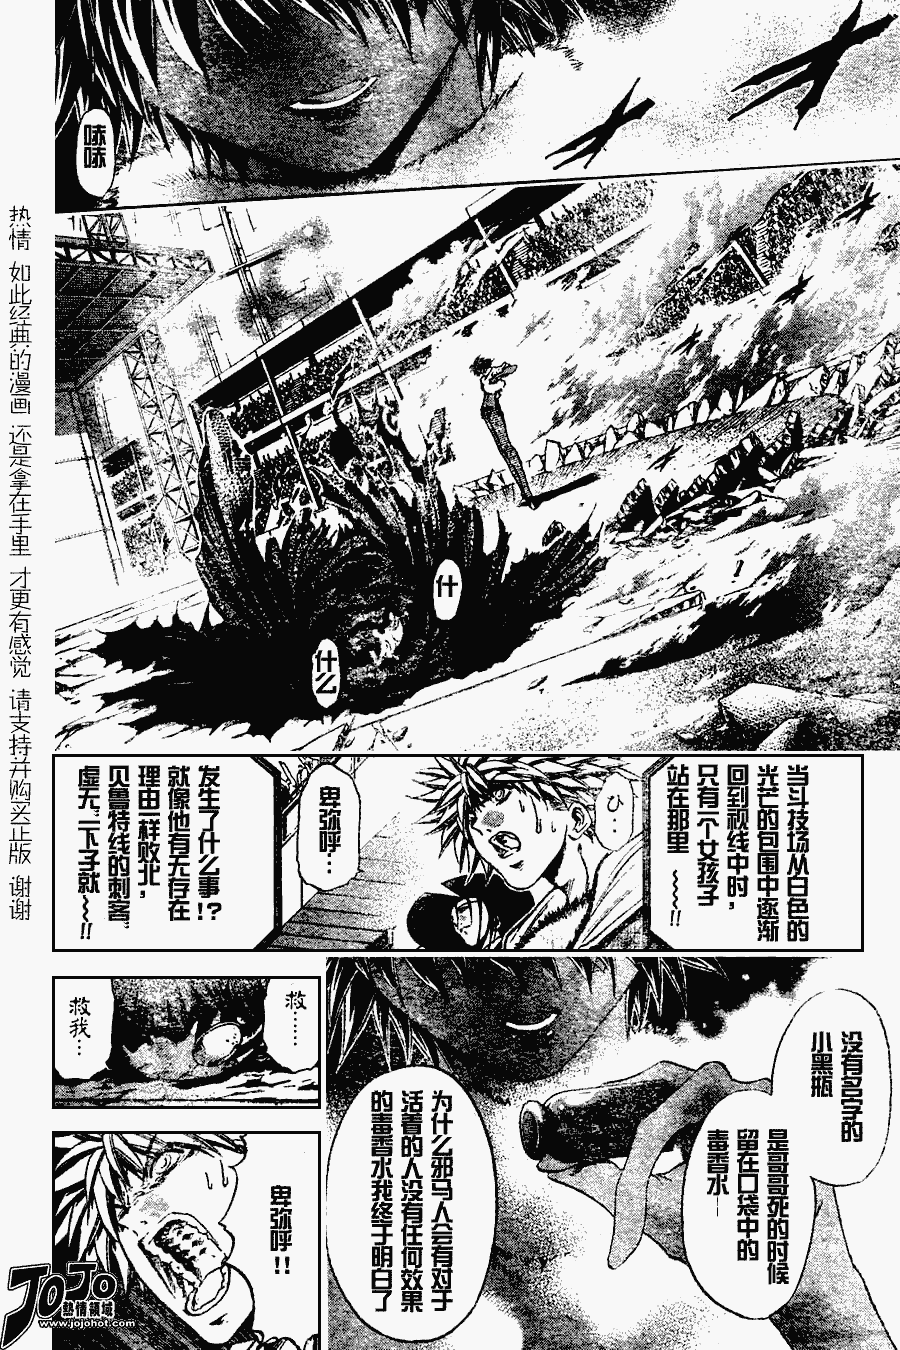 哧
哧
什
什
么
当斗技场从白色的
光芒的包围中逐渐
回到视线中时，
只有一个女孩子
站在那里 ～～!!
ひ…
卑弥呼…
发生了什么事!?
就像他有无存在
理由一样败北，
贝鲁特线的刺客"
虚无"一下子就～～!!
没有名字的
小黑瓶
是哥哥死的时候
留在口袋中的
毒香水—
为什么邪马人会有对于
活着的人没有任何效果
的毒香水我终于明白了
救……
救我…
卑弥呼!!
热情 如此经典的漫画 还是拿在手里 才更有感觉 请支持并购买正版 谢谢
JOJO
热情领域
www.jojohot.com